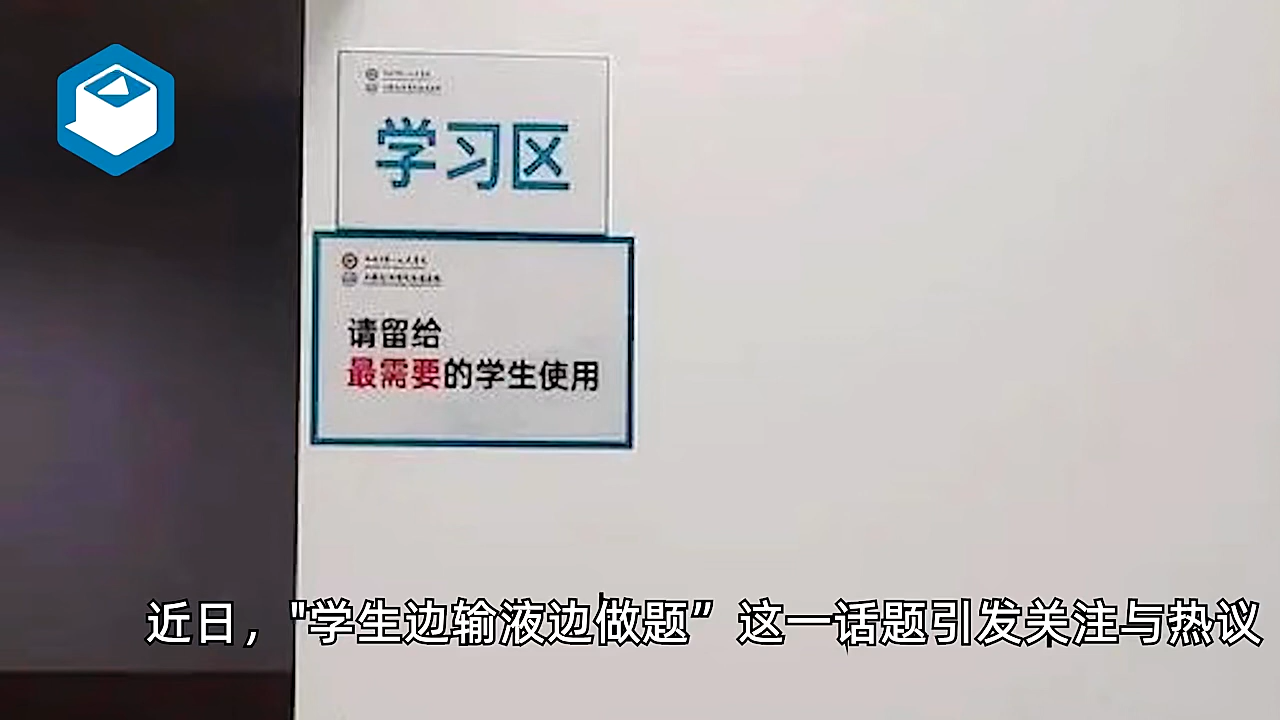 学习区
请留给
最需要的学生使用
近日，"学生边输液边做题”这一话题引发关注与热议